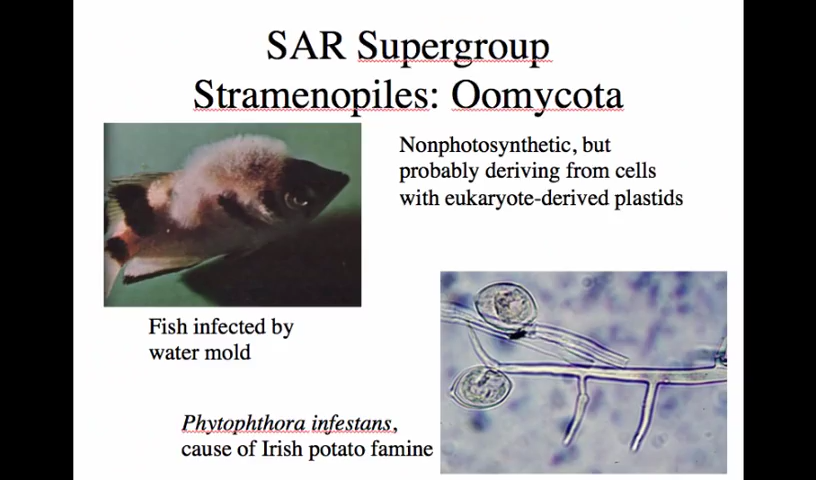 SAR Supergroup
Stramenopiles: Oomycota
Nonphotosynthetic, but
probably deriving from cells
with eukaryote-derived plastids
Fish infected by
water mold
Phytophthora infestans,
cause of Irish potato famine